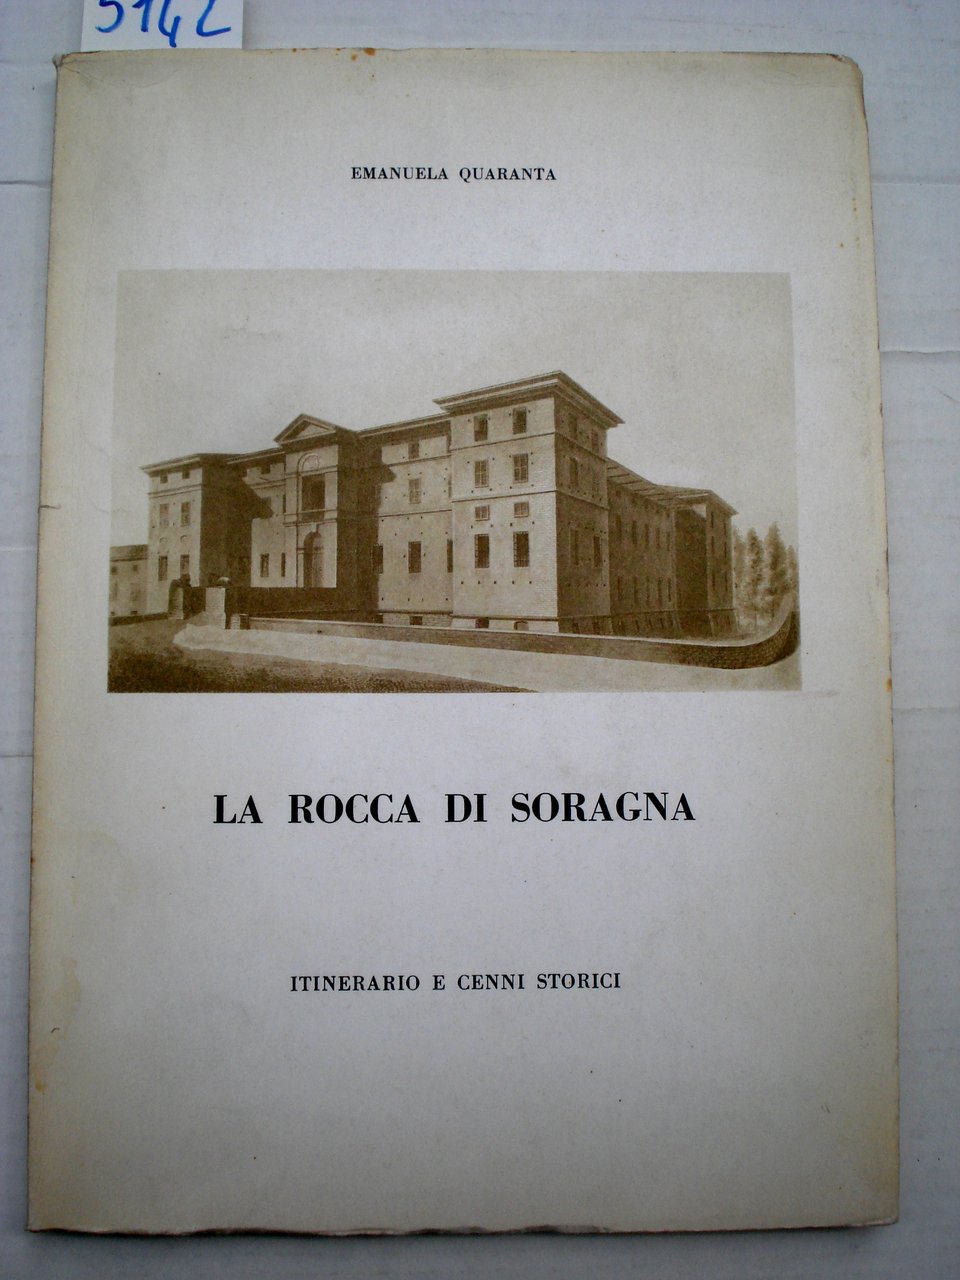 5142
EMANUELA QUARANTA
LA ROCCA DI SORAGNA
ITINERARIO E CENNI STORICI